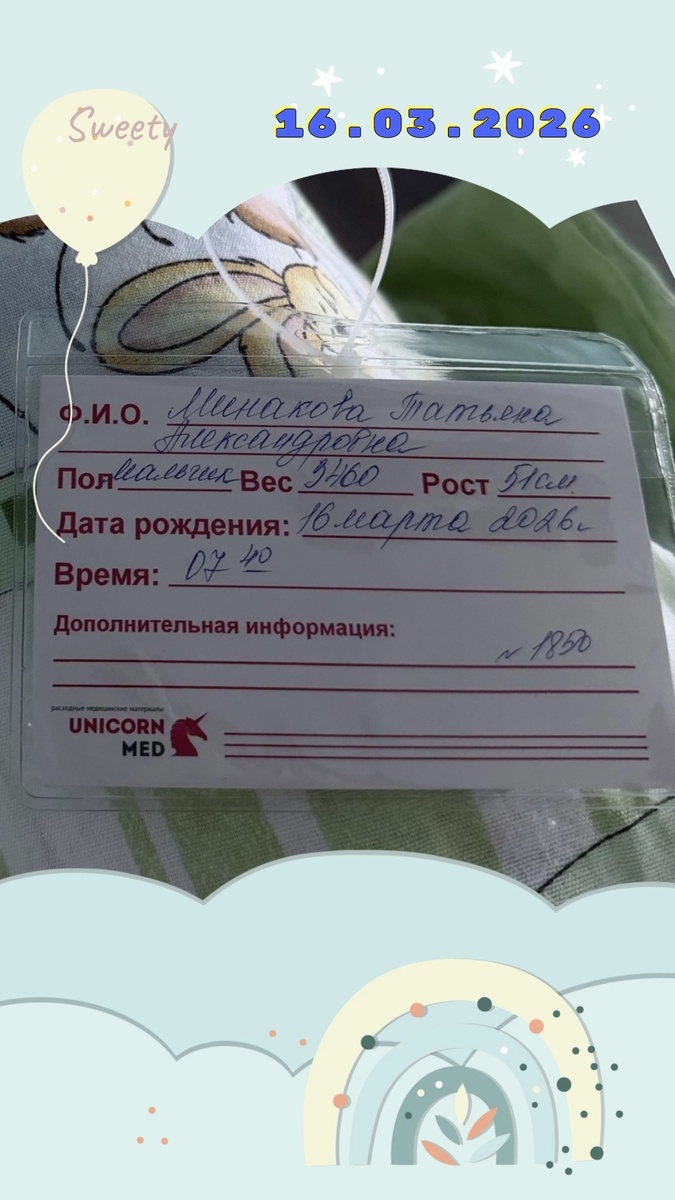 Sweety
16.03.2026
Ф.И.О. Минакова Татьяна
Александровна
Пол мальчик Вес 3460 Рост 51см.
Дата рождения: 16 марта 2026г
Время: 07 40
Дополнительная информация:
№ 1850
расходные медицинские материалы
UNICORN
MED